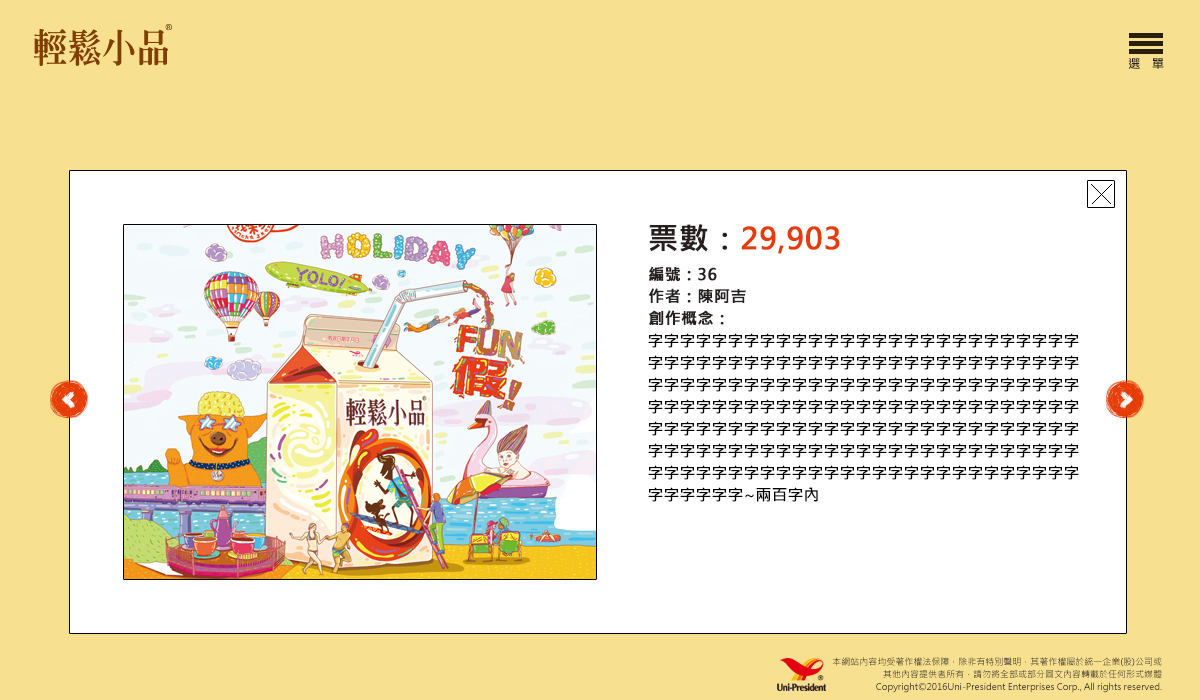 輕鬆小品®
選 單
票數：29,903
編號：36
作者：陳阿吉
創作概念：
字字字字字字字字字字字字字字字字字字字字字字字字字字字
字字字字字字字字字字字字字字字字字字字字字字字字字字字
字字字字字字字字字字字字字字字字字字字字字字字字字字字
字字字字字字字字字字字字字字字字字字字字字字字字字字字
字字字字字字字字字字字字字字字字字字字字字字字字字字字
字字字字字字字字字字字字字字字字字字字字字字字字字字字
字字字字字字字字字字字字字字字字字字字字字字字字字字字
字字字字字字~兩百字內
HOLIDAY
YOLO!
FUN
假!
輕鬆小品®
Uni-President®
本網站內容均受著作權法保障，除非有特別聲明，其著作權屬於統一企業(股)公司或
其他內容提供者所有，請勿將全部或部分圖文內容轉載於任何形式媒體
Copyright©2016Uni-President Enterprises Corp., All rights reserved.